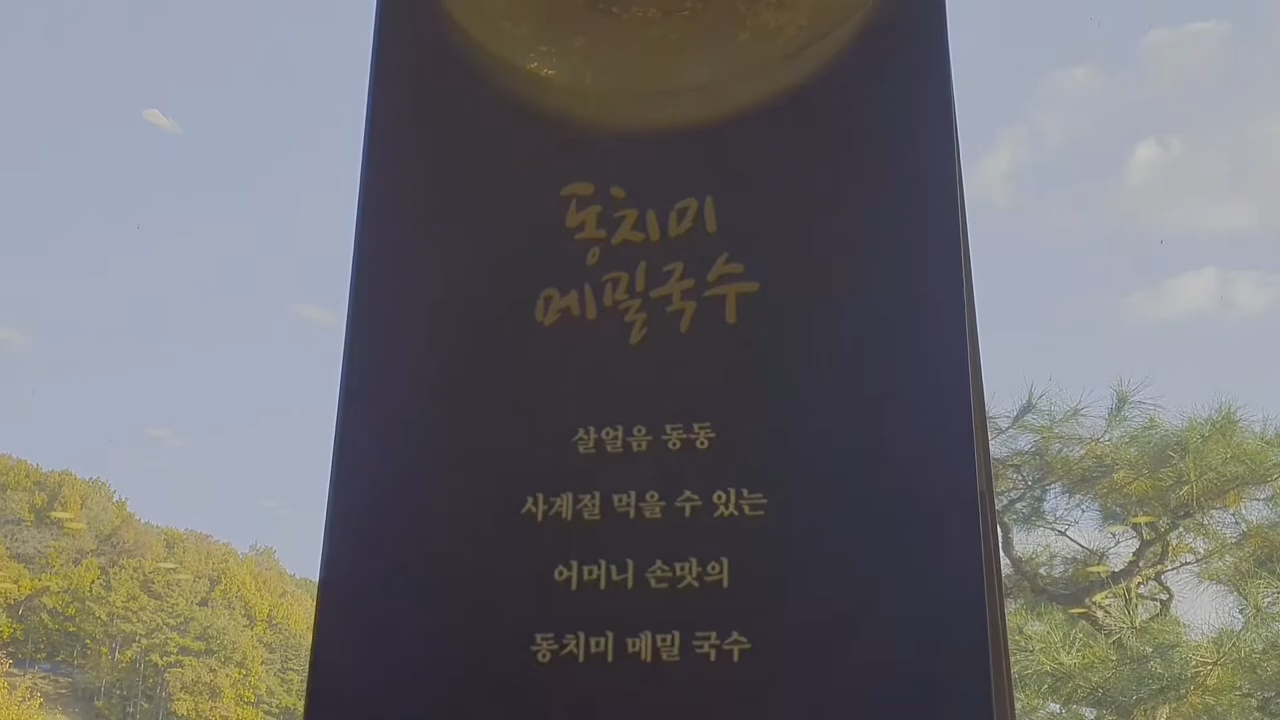 동치미
메밀국수
살얼음 동동
사계절 먹을 수 있는
어머니 손맛의
동치미 메밀 국수